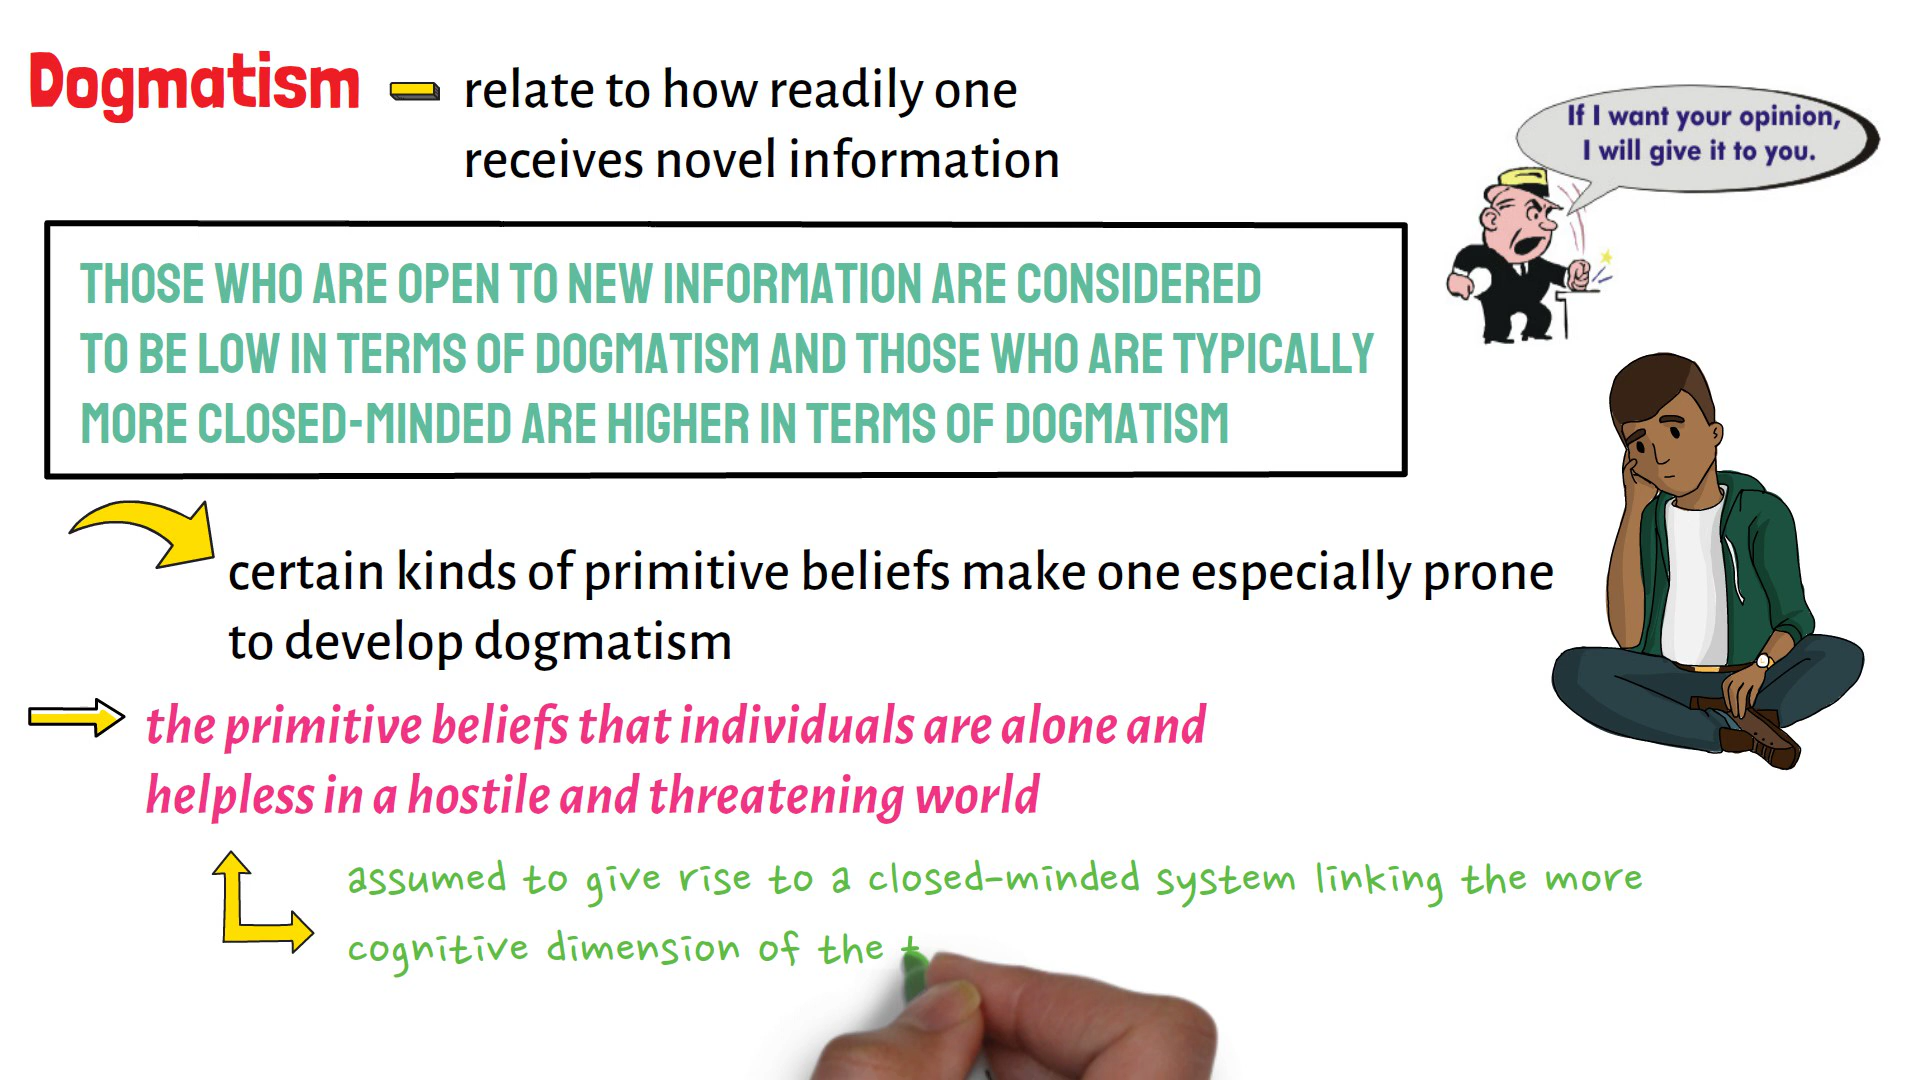 Dogmatism
relate to how readily one
receives novel information
If I want your opinion,
I will give it to you.
THOSE WHO ARE OPEN TO NEW INFORMATION ARE CONSIDERED
TO BE LOW IN TERMS OF DOGMATISM AND THOSE WHO ARE TYPICALLY
MORE CLOSED-MINDED ARE HIGHER IN TERMS OF DOGMATISM
certain kinds of primitive beliefs make one especially prone
to develop dogmatism
the primitive beliefs that individuals are alone and
helpless in a hostile and threatening world
assumed to give rise to a closed-minded system linking the more
cognitive dimension of the t